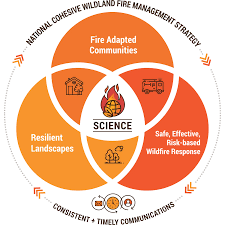 NATIONAL COHESIVE WILDLAND FIRE MANAGEMENT STRATEGY
Fire Adapted
Communities
SCIENCE
Resilient
Landscapes
Safe, Effective,
Risk-based
Wildfire Response
CONSISTENT + TIMELY COMMUNICATIONS